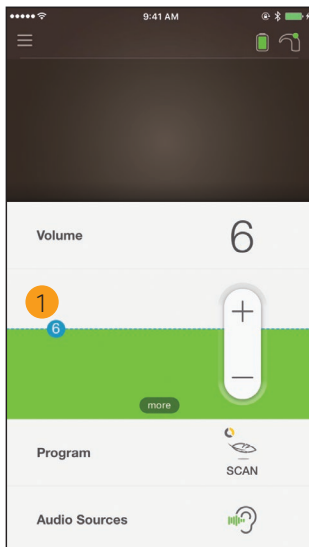 9:41 AM
Volume
6
1
6
more
Program
SCAN
Audio Sources